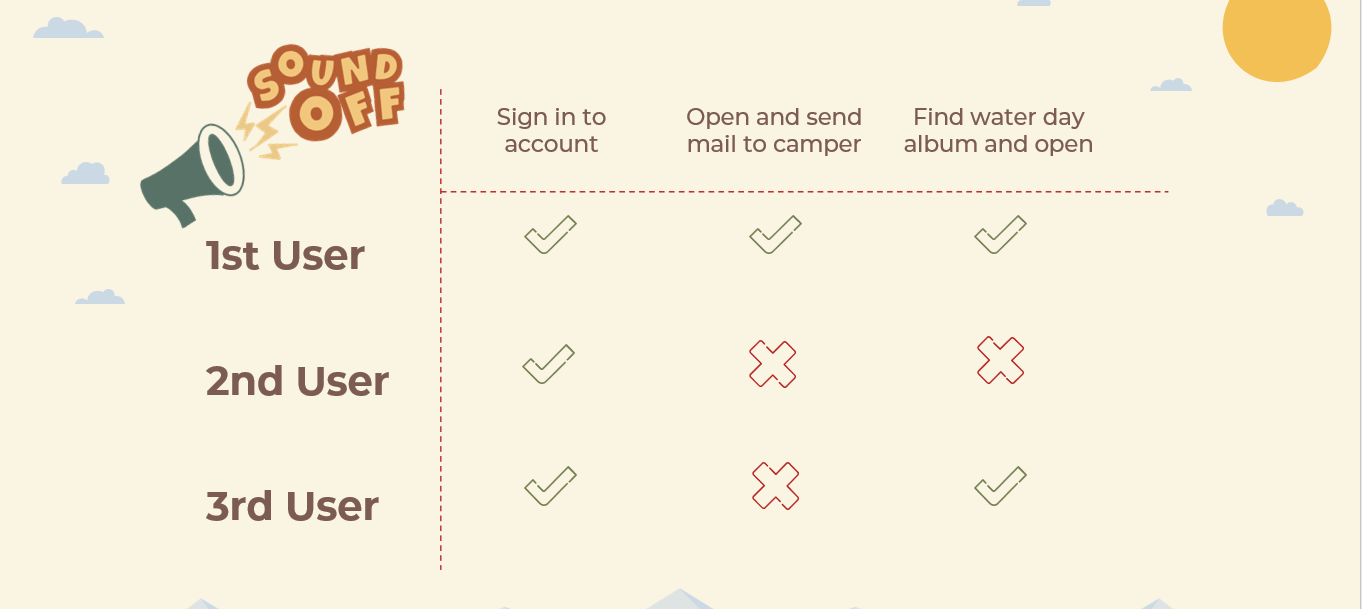 SOUND
OFF
Sign in to
account
Open and send
mail to camper
Find water day
album and open
1st User
2nd User
3rd User